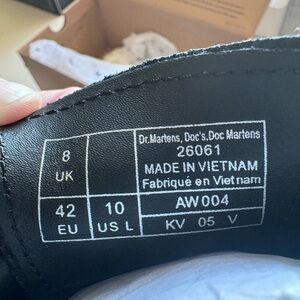 8
UK
42
EU
10
US L
Dr.Martens, Doc's, Doc Martens
26061
MADE IN VIETNAM
Fabriqué en Vietnam
AW004
KV 05 V